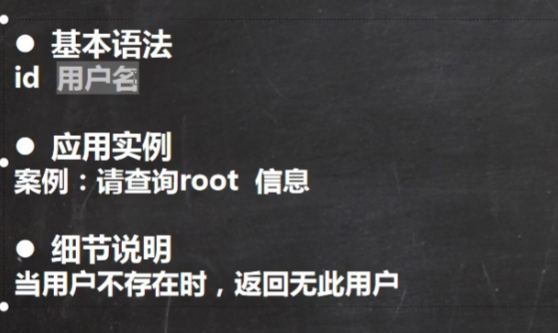 ● 基本语法
id 用户名
● 应用实例
案例：请查询root 信息
● 细节说明
当用户不存在时，返回无此用户